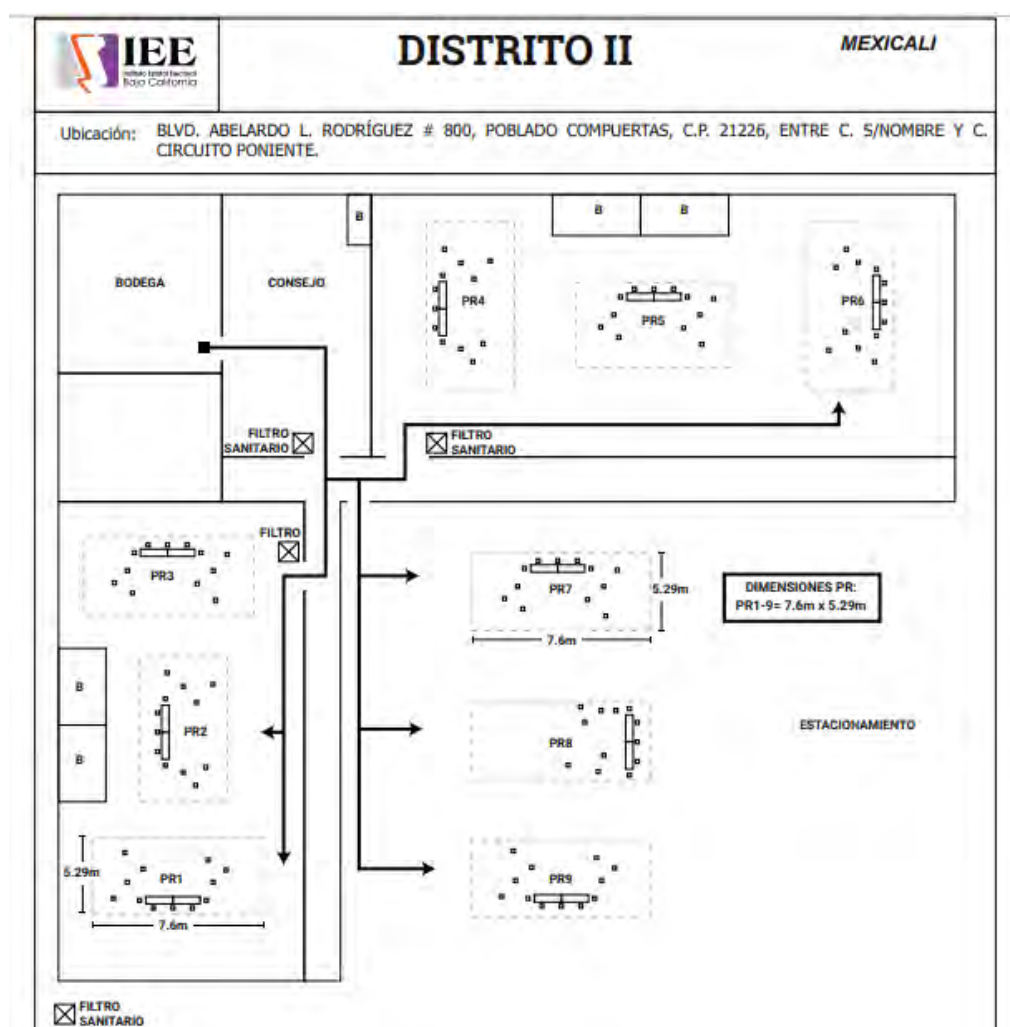 IEE
Instituto Estatal Electoral
Baja California
DISTRITO II
MEXICALI
Ubicación: BLVD. ABELARDO L. RODRÍGUEZ # 800, POBLADO COMPUERTAS, C.P. 21226, ENTRE C. S/NOMBRE Y C.
CIRCUITO PONIENTE.
B
B
B
BODEGA
CONSEJO
PR4
PR5
PR6
FILTRO
SANITARIO
FILTRO
SANITARIO
FILTRO
PR3
PR7
5.29m
7.6m
DIMENSIONES PR:
PR1-9= 7.6m x 5.29m
B
PR2
B
PR8
ESTACIONAMIENTO
5.29m
PR1
7.6m
PR9
FILTRO
SANITARIO